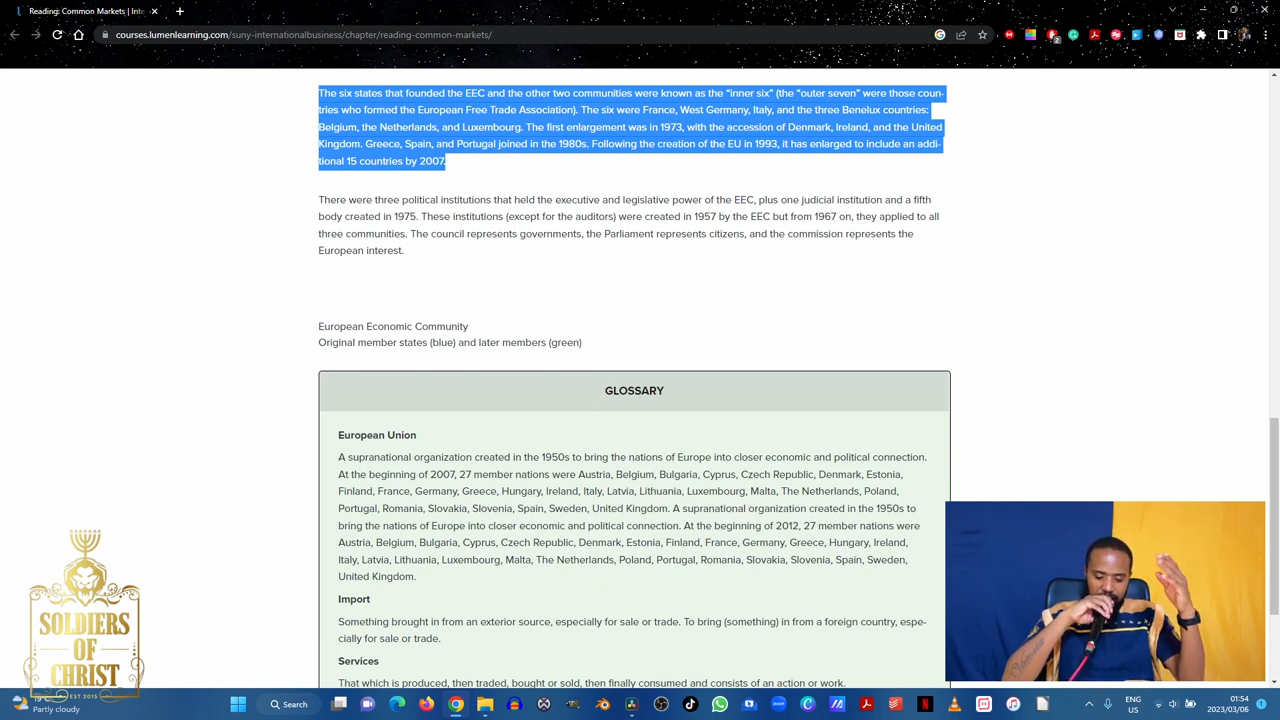 Reading: Common Markets | Inte
courses.lumenlearning.com/suny-internationalbusiness/chapter/reading-common-markets/
The six states that founded the EEC and the other two communities were known as the "inner six" (the "outer seven" were those coun-
tries who formed the European Free Trade Association). The six were France, West Germany, Italy, and the three Benelux countries:
Belgium, the Netherlands, and Luxembourg. The first enlargement was in 1973, with the accession of Denmark, Ireland, and the United
Kingdom. Greece, Spain, and Portugal joined in the 1980s. Following the creation of the EU in 1993, it has enlarged to include an addi-
tional 15 countries by 2007.
There were three political institutions that held the executive and legislative power of the EEC, plus one judicial institution and a fifth
body created in 1975. These institutions (except for the auditors) were created in 1957 by the EEC but from 1967 on, they applied to all
three communities. The council represents governments, the Parliament represents citizens, and the commission represents the
European interest.
European Economic Community
Original member states (blue) and later members (green)
GLOSSARY
European Union
A supranational organization created in the 1950s to bring the nations of Europe into closer economic and political connection.
At the beginning of 2007, 27 member nations were Austria, Belgium, Bulgaria, Cyprus, Czech Republic, Denmark, Estonia,
Finland, France, Germany, Greece, Hungary, Ireland, Italy, Latvia, Lithuania, Luxembourg, Malta, The Netherlands, Poland,
Portugal, Romania, Slovakia, Slovenia, Spain, Sweden, United Kingdom. A supranational organization created in the 1950s to
bring the nations of Europe into closer economic and political connection. At the beginning of 2012, 27 member nations were
Austria, Belgium, Bulgaria, Cyprus, Czech Republic, Denmark, Estonia, Finland, France, Germany, Greece, Hungary, Ireland,
Italy, Latvia, Lithuania, Luxembourg, Malta, The Netherlands, Poland, Portugal, Romania, Slovakia, Slovenia, Spain, Sweden,
United Kingdom.
Import
Something brought in from an exterior source, especially for sale or trade. To bring (something) in from a foreign country, espe-
cially for sale or trade.
Services
That which is produced, then traded, bought or sold, then finally consumed and consists of an action or work.
SOLDIERS
OF
CHRIST
EST 2015
Partly cloudy
Search
ENG
US
01:54
2023/03/06